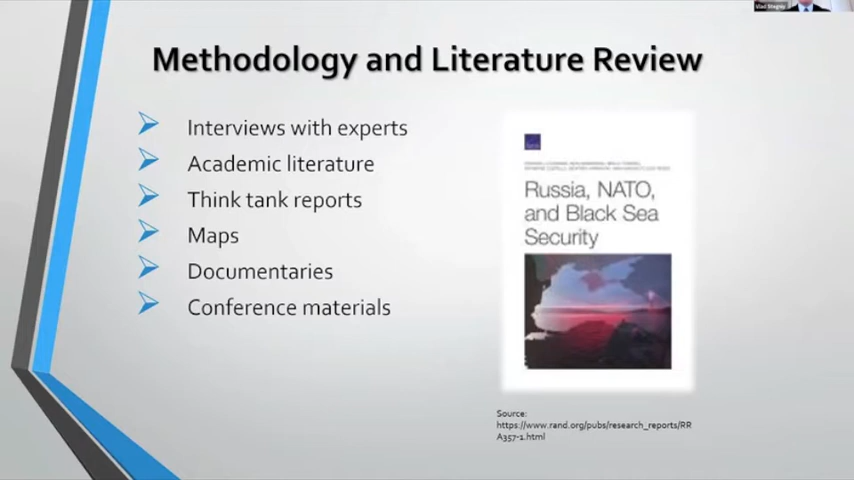 Methodology and Literature Review
Interviews with experts
Academic literature
Think tank reports
Maps
Documentaries
Conference materials
Russia, NATO,
and Black Sea
Security
Source:
https://www.rand.org/pubs/research_reports/RR
A357-1.html